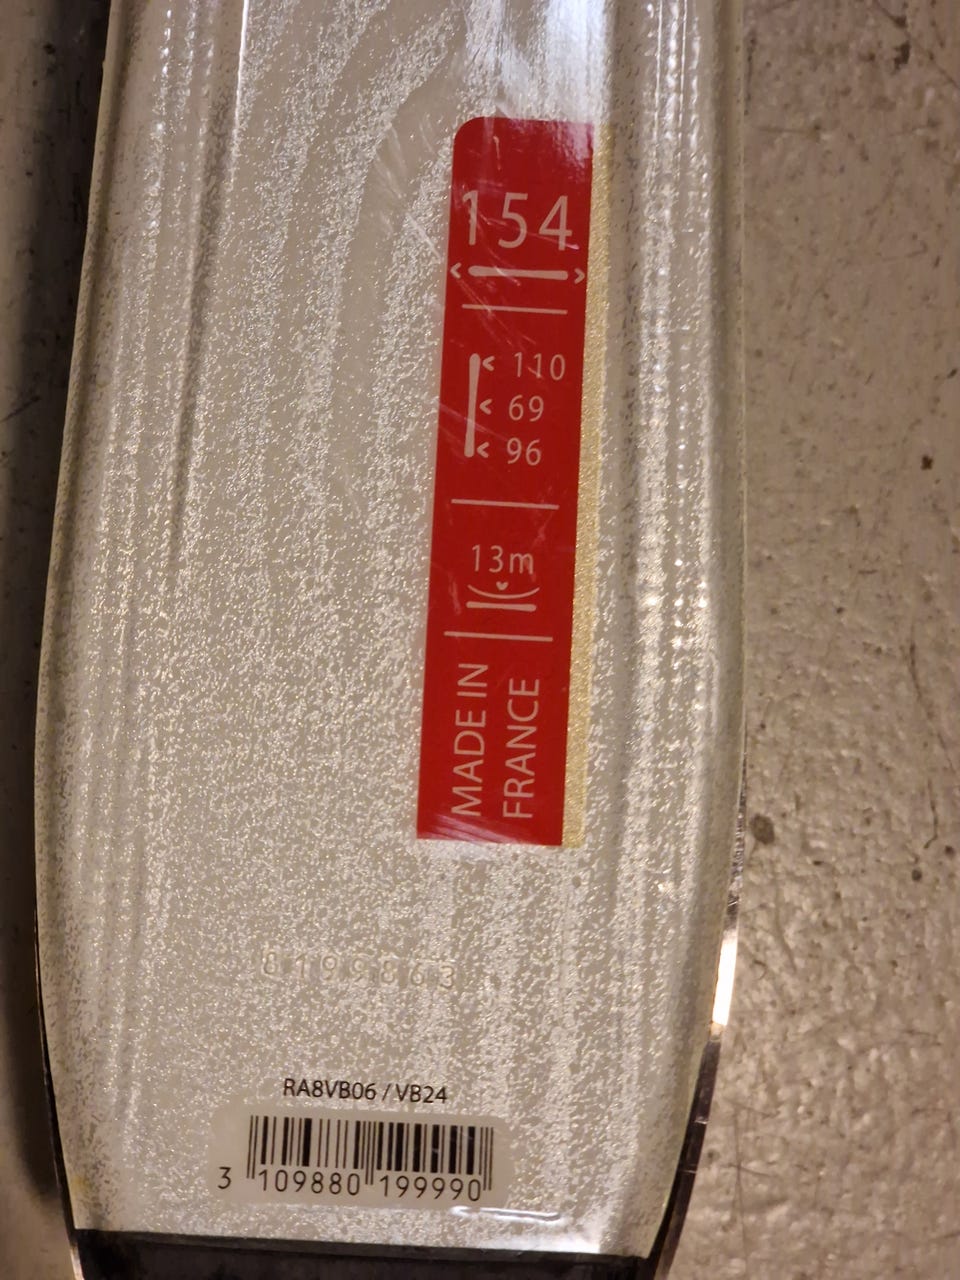 154
110
69
96
13m
MADE IN
FRANCE
8199863
RA8VB06 / VB24
3 109880 199990